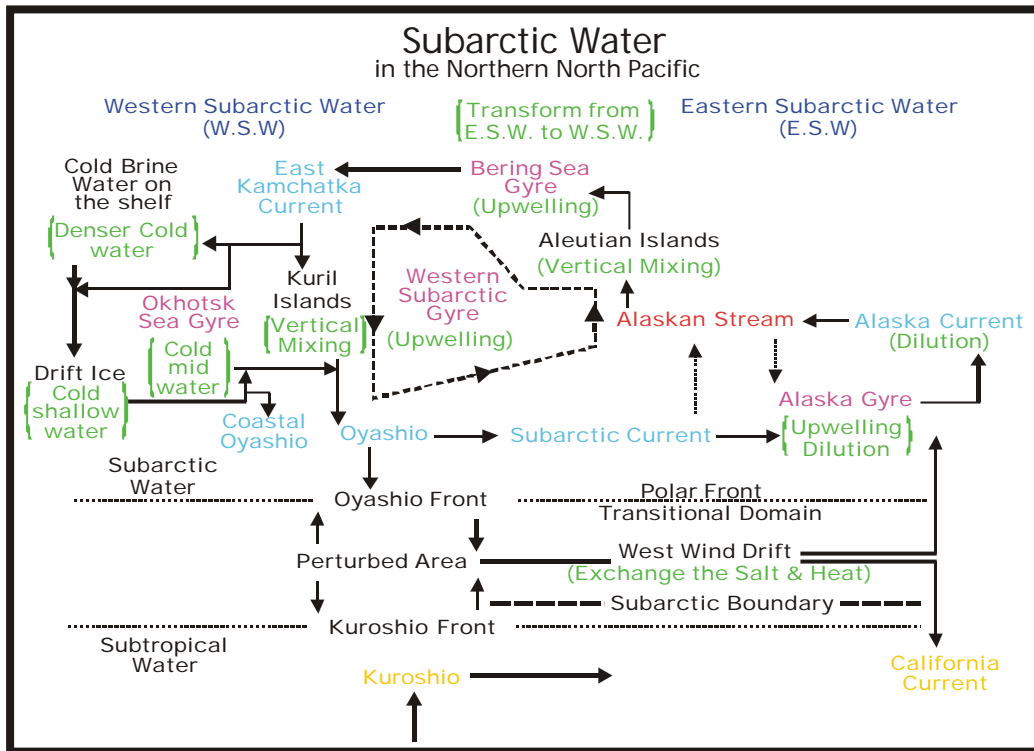 Subarctic Water
in the Northern North Pacific
Western Subarctic Water
(W.S.W)
Transform from
E.S.W. to W.S.W.
Eastern Subarctic Water
(E.S.W)
Cold Brine
Water on
the shelf
Denser Cold
water
East
Kamchatka
Current
Bering Sea
Gyre
(Upwelling)
Aleutian Islands
(Vertical Mixing)
Kuril
Islands
Vertical
Mixing
Western
Subarctic
Gyre
(Upwelling)
Okhotsk
Sea Gyre
Cold
mid
water
Alaskan Stream
Alaska Current
(Dilution)
Drift Ice
Cold
shallow
water
Coastal
Oyashio
Oyashio
Subarctic Current
Alaska Gyre
Upwelling
Dilution
Subarctic
Water
Oyashio Front
Polar Front
Transitional Domain
Perturbed Area
West Wind Drift
(Exchange the Salt & Heat)
Subarctic Boundary
Kuroshio Front
Subtropical
Water
Kuroshio
California
Current